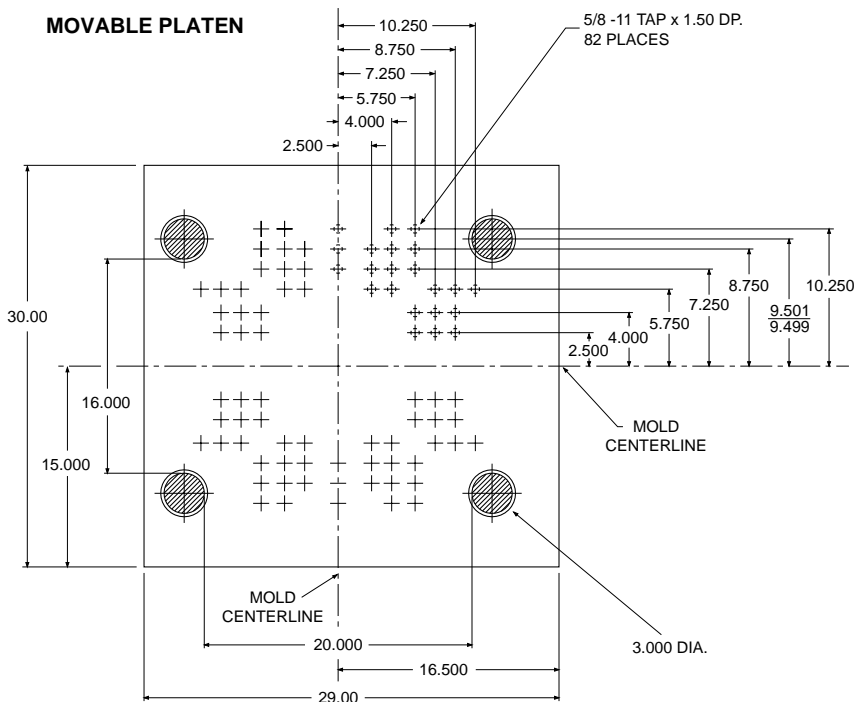 MOVABLE PLATEN
10.250
8.750
7.250
5.750
4.000
2.500
5/8 -11 TAP x 1.50 DP.
82 PLACES
30.00
16.000
15.000
10.250
9.501
9.499
8.750
7.250
5.750
4.000
2.500
MOLD
CENTERLINE
MOLD
CENTERLINE
20.000
16.500
29.00
3.000 DIA.